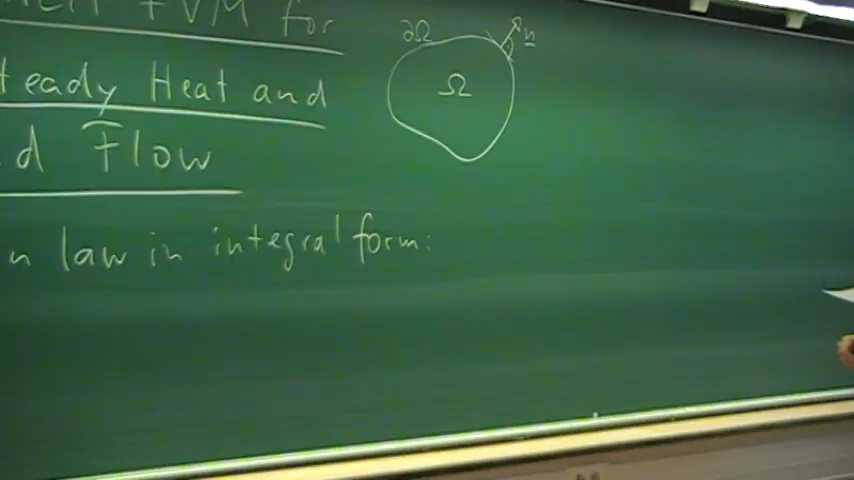 FVM for
∂Ω
n
Ω
teady Heat and
d Flow
n law in integral form: